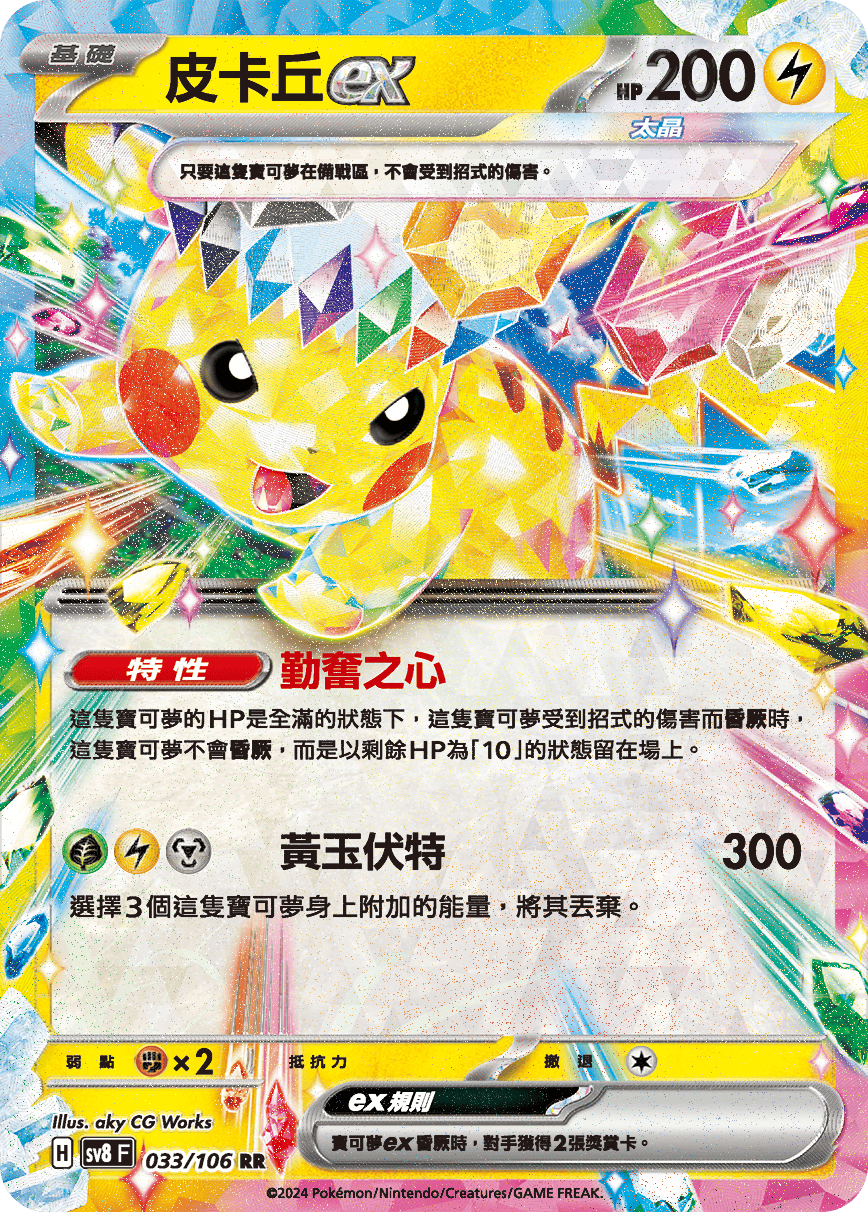 基礎
皮卡丘ex
HP200
太晶
只要這隻寶可夢在備戰區，不會受到招式的傷害。
特性 勤奮之心
這隻寶可夢的HP是全滿的狀態下，這隻寶可夢受到招式的傷害而昏厥時，
這隻寶可夢不會昏厥，而是以剩餘HP為「10」的狀態留在場上。
黃玉伏特 300
選擇3個這隻寶可夢身上附加的能量，將其丟棄。
弱點 ×2 抵抗力 撤退
ex規則
寶可夢ex昏厥時，對手獲得2張獎賞卡。
Illus. aky CG Works
H sv8 F 033/106 RR
©2024 Pokémon/Nintendo/Creatures/GAME FREAK.